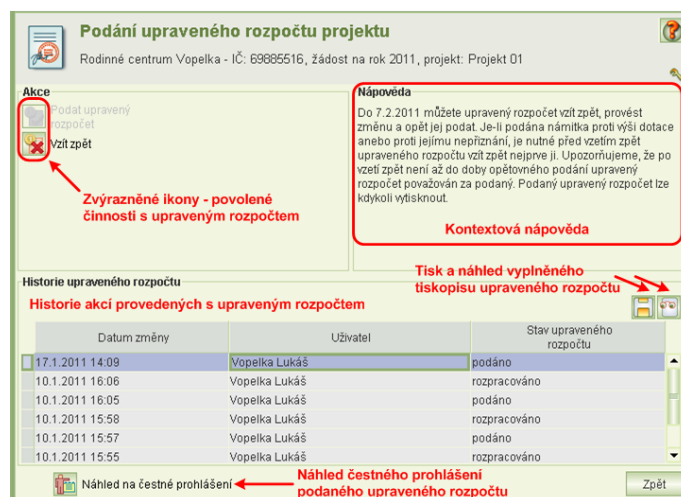 Podání upraveného rozpočtu projektu
Rodinné centrum Vopelka - IČ: 69885516, žádost na rok 2011, projekt: Projekt 01
Akce
Podat upravený
rozpočet
Vzít zpět
Zvýrazněné ikony - povolené
činnosti s upraveným rozpočtem
Nápověda
Do 7.2.2011 můžete upravený rozpočet vzít zpět, provést
změnu a opět jej podat. Je-li podána námitka proti výši dotace
anebo proti jejímu nepřiznání, je nutné před vzetím zpět
upraveného rozpočtu vzít zpět nejprve ji. Upozorňujeme, že po
vzetí zpět není až do doby opětovného podání upravený
rozpočet považován za podaný. Podaný upravený rozpočet lze
kdykoli vytisknout.
Kontextová nápověda
Historie upraveného rozpočtu
Historie akcí provedených s upraveným rozpočtem
Tisk a náhled vyplněného
tiskopisu upraveného rozpočtu
Datum změny Uživatel Stav upraveného
rozpočtu
17.1.2011 14:09 Vopelka Lukáš podáno
10.1.2011 16:06 Vopelka Lukáš rozpracováno
10.1.2011 16:05 Vopelka Lukáš podáno
10.1.2011 15:58 Vopelka Lukáš rozpracováno
10.1.2011 15:57 Vopelka Lukáš podáno
10.1.2011 15:55 Vopelka Lukáš rozpracováno
Náhled na čestné prohlášení
Náhled čestného prohlášení
podaného upraveného rozpočtu
Zpět